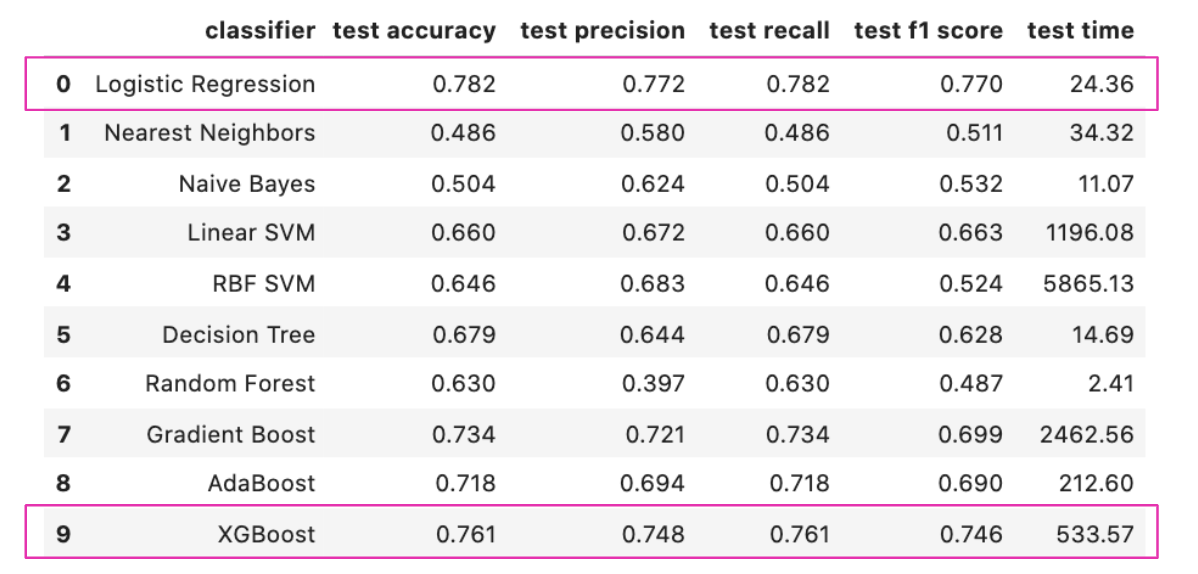 classifier test accuracy test precision test recall test f1 score test time
0 Logistic Regression 0.782 0.772 0.782 0.770 24.36
1 Nearest Neighbors 0.486 0.580 0.486 0.511 34.32
2 Naive Bayes 0.504 0.624 0.504 0.532 11.07
3 Linear SVM 0.660 0.672 0.660 0.663 1196.08
4 RBF SVM 0.646 0.683 0.646 0.524 5865.13
5 Decision Tree 0.679 0.644 0.679 0.628 14.69
6 Random Forest 0.630 0.397 0.630 0.487 2.41
7 Gradient Boost 0.734 0.721 0.734 0.699 2462.56
8 AdaBoost 0.718 0.694 0.718 0.690 212.60
9 XGBoost 0.761 0.748 0.761 0.746 533.57